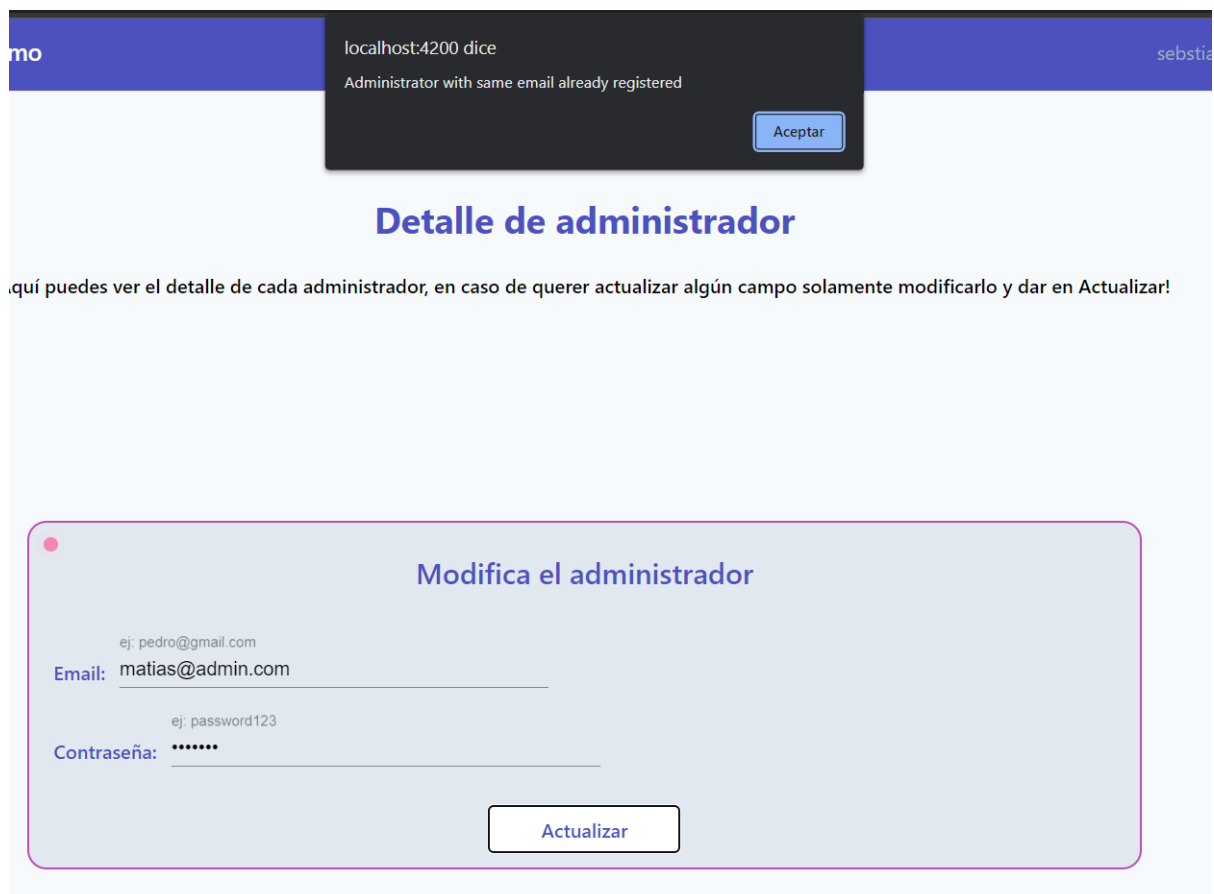 mo
localhost:4200 dice
Administrator with same email already registered
Aceptar
sebstia
Detalle de administrador
Aquí puedes ver el detalle de cada administrador, en caso de querer actualizar algún campo solamente modificarlo y dar en Actualizar!
Modifica el administrador
ej: pedro@gmail.com
Email: matias@admin.com
ej: password123
Contraseña: •••••••
Actualizar